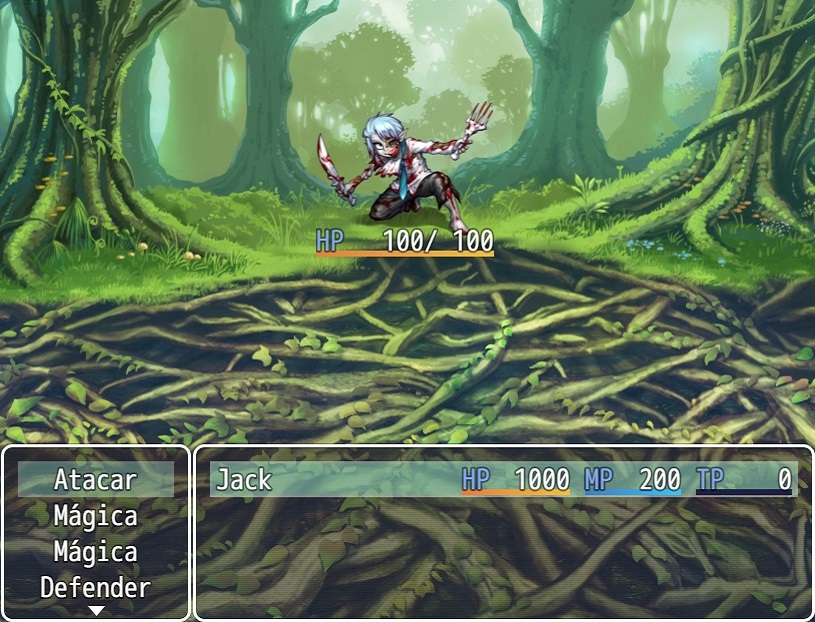 HP 100/ 100
Atacar
Mágica
Mágica
Defender
Jack HP 1000 MP 200 TP 0